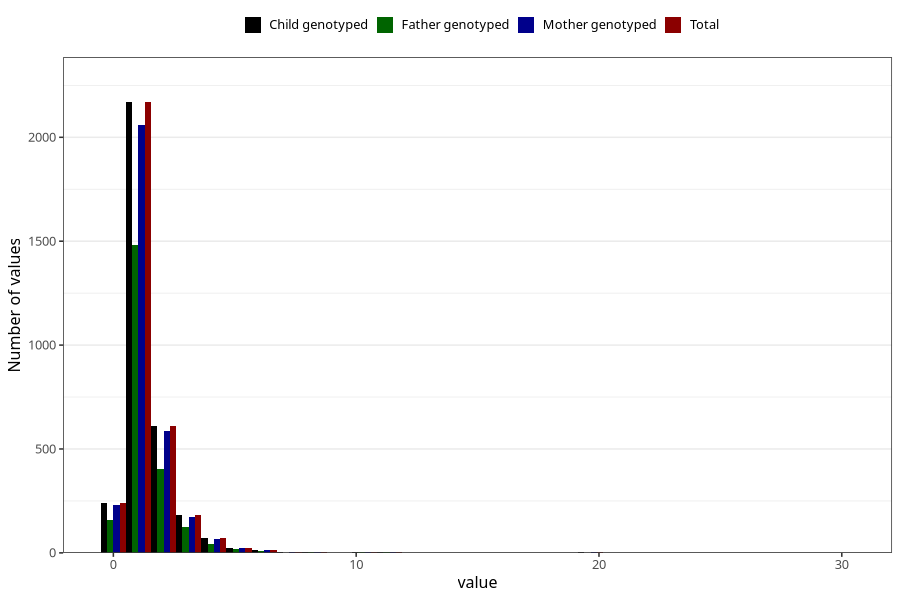 Child genotyped Father genotyped Mother genotyped Total
Number of values
2000
1500
1000
500
0
0 10 20 30
value